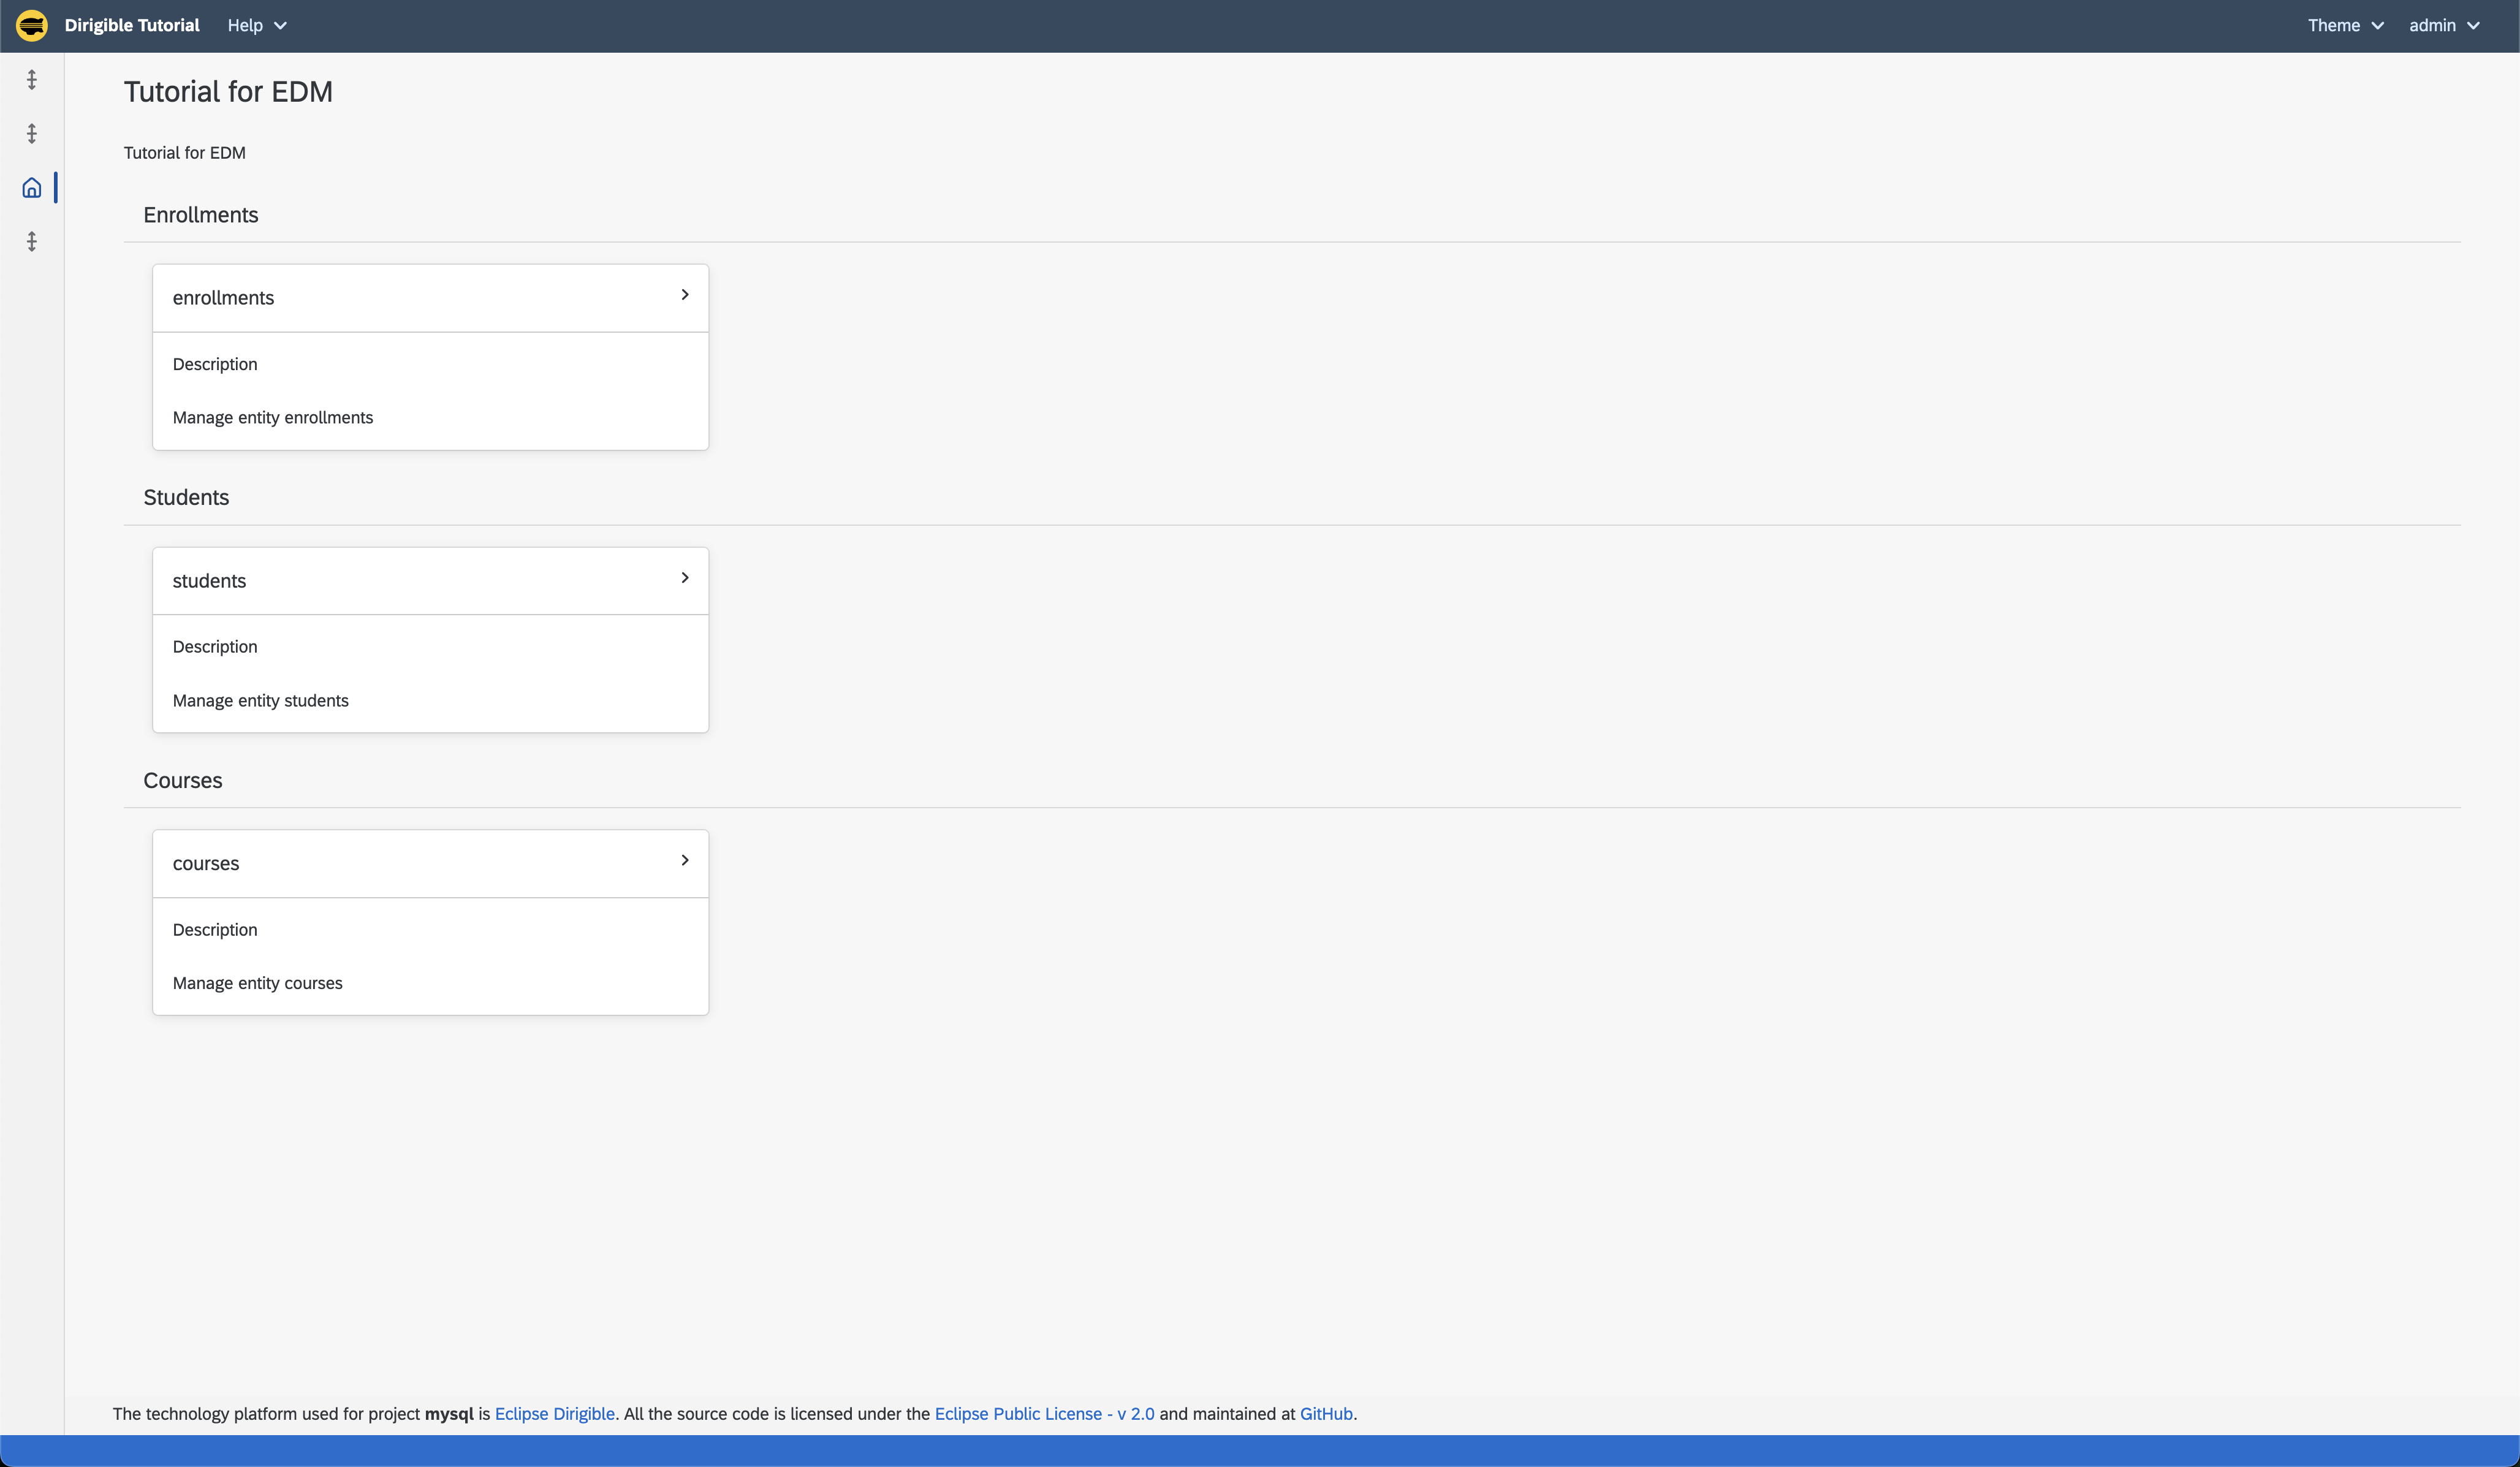 Dirigible Tutorial Help Theme admin
Tutorial for EDM
Tutorial for EDM
Enrollments
enrollments
Description
Manage entity enrollments
Students
students
Description
Manage entity students
Courses
courses
Description
Manage entity courses
The technology platform used for project mysql is Eclipse Dirigible. All the source code is licensed under the Eclipse Public License - v 2.0 and maintained at GitHub.